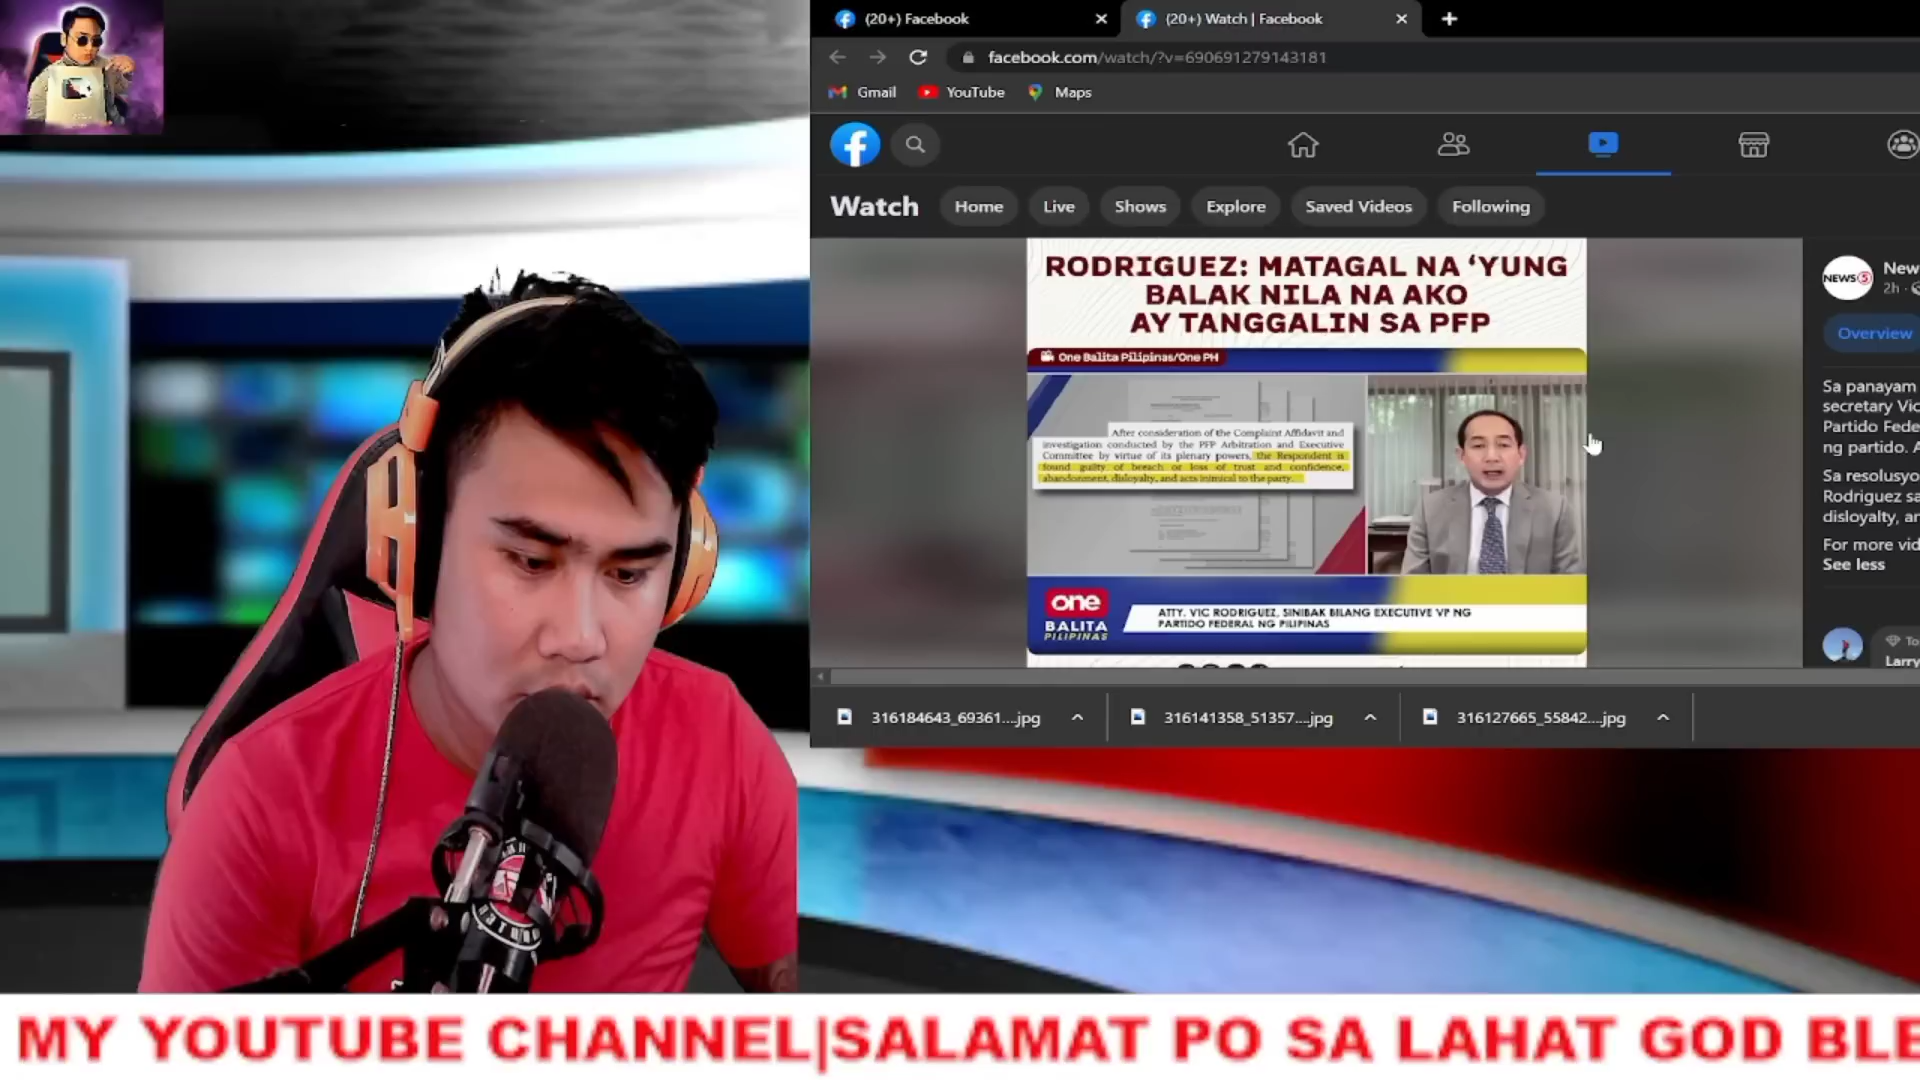 (20+) Facebook
(20+) Watch | Facebook
facebook.com/watch/?v=690691279143181
Gmail
YouTube
Maps
Watch
Home
Live
Shows
Explore
Saved Videos
Following
RODRIGUEZ: MATAGAL NA 'YUNG
BALAK NILA NA AKO
AY TANGGALIN SA PFP
One Balita Pilipinas/One PH
After consideration of the Complaint Affidavit and
investigation conducted by the PFP Arbitration and Executive
Committee by virtue of its plenary powers, the Respondent is
found guilty of breach or loss of trust and confidence,
abandonment, disloyalty, and acts inimical to the party.
one
BALITA
PILIPINAS
ATTY. VIC RODRIGUEZ, SINIBAK BILANG EXECUTIVE VP NG
PARTIDO FEDERAL NG PILIPINAS
NEWS5
New
2h
Overview
Sa panayam
secretary Vic
Partido Fede
ng partido. A
Sa resolusyo
Rodriguez sa
disloyalty, a
For more vid
See less
To
Larry
316184643_69361....jpg
316141358_51357....jpg
316127665_55842....jpg
MY YOUTUBE CHANNEL|SALAMAT PO SA LAHAT GOD BLE